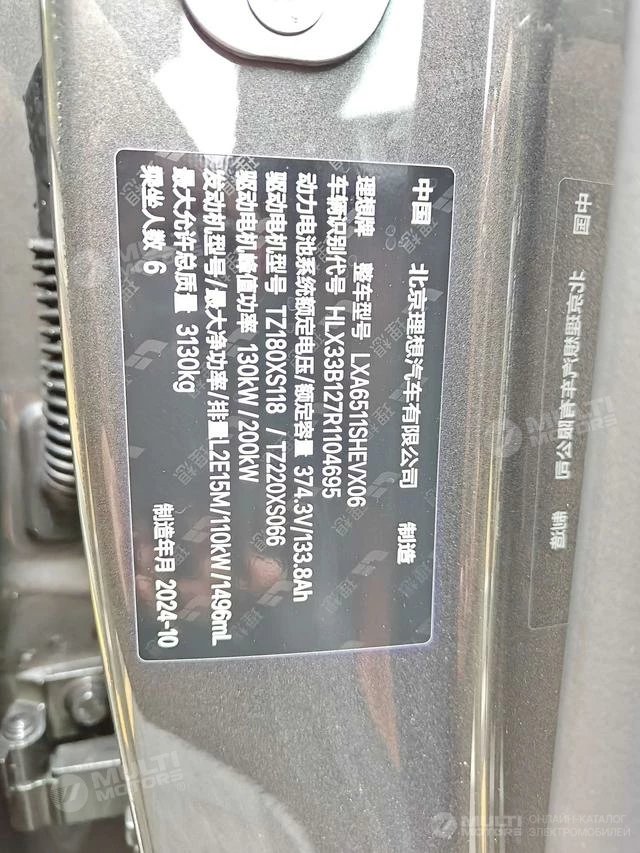 中国 北京理想汽车有限公司 制造
理想牌 整车型号 LXA6511SHEVX06
车辆识别代号 HLX33B127R1104695
动力电池系统额定电压/额定容量 374.3V/133.8Ah
驱动电机型号 TZ180XS118 /TZ220XS066
驱动电机峰值功率 130kW/200kW
发动机型号/最大净功率/排量 L2E15M/110kW/1496mL
最大允许总质量 3130kg
乘坐人数 6 制造年月 2024-10
理想
MULTI MOTORS
MULTI MOTORS
ОНЛАЙН-КАТАЛОГ
ЭЛЕКТРОМОБИЛЕЙ